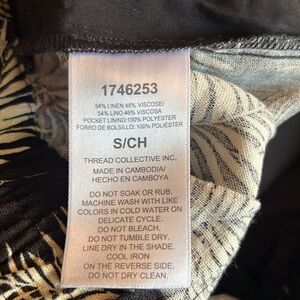 1746253
54% LINEN 46% VISCOSE/
54% LINO 46% VISCOSA
POCKET LINING:100% POLYESTER
FORRO DE BOLSILLO: 100% POLIÉSTER
S/CH
THREAD COLLECTIVE INC.
MADE IN CAMBODIA/
HECHO EN CAMBOYA
DO NOT SOAK OR RUB.
MACHINE WASH WITH LIKE
COLORS IN COLD WATER ON
DELICATE CYCLE.
DO NOT BLEACH.
DO NOT TUMBLE DRY.
LINE DRY IN THE SHADE.
COOL IRON
ON THE REVERSE SIDE.
DO NOT DRY CLEAN.